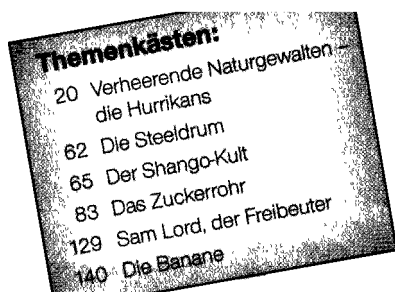 Themenkästen:
20 Verheerende Naturgewalten –
die Hurrikans
62 Die Steeldrum
65 Der Shango-Kult
83 Das Zuckerrohr
129 Sam Lord, der Freibeuter
140 Die Banane